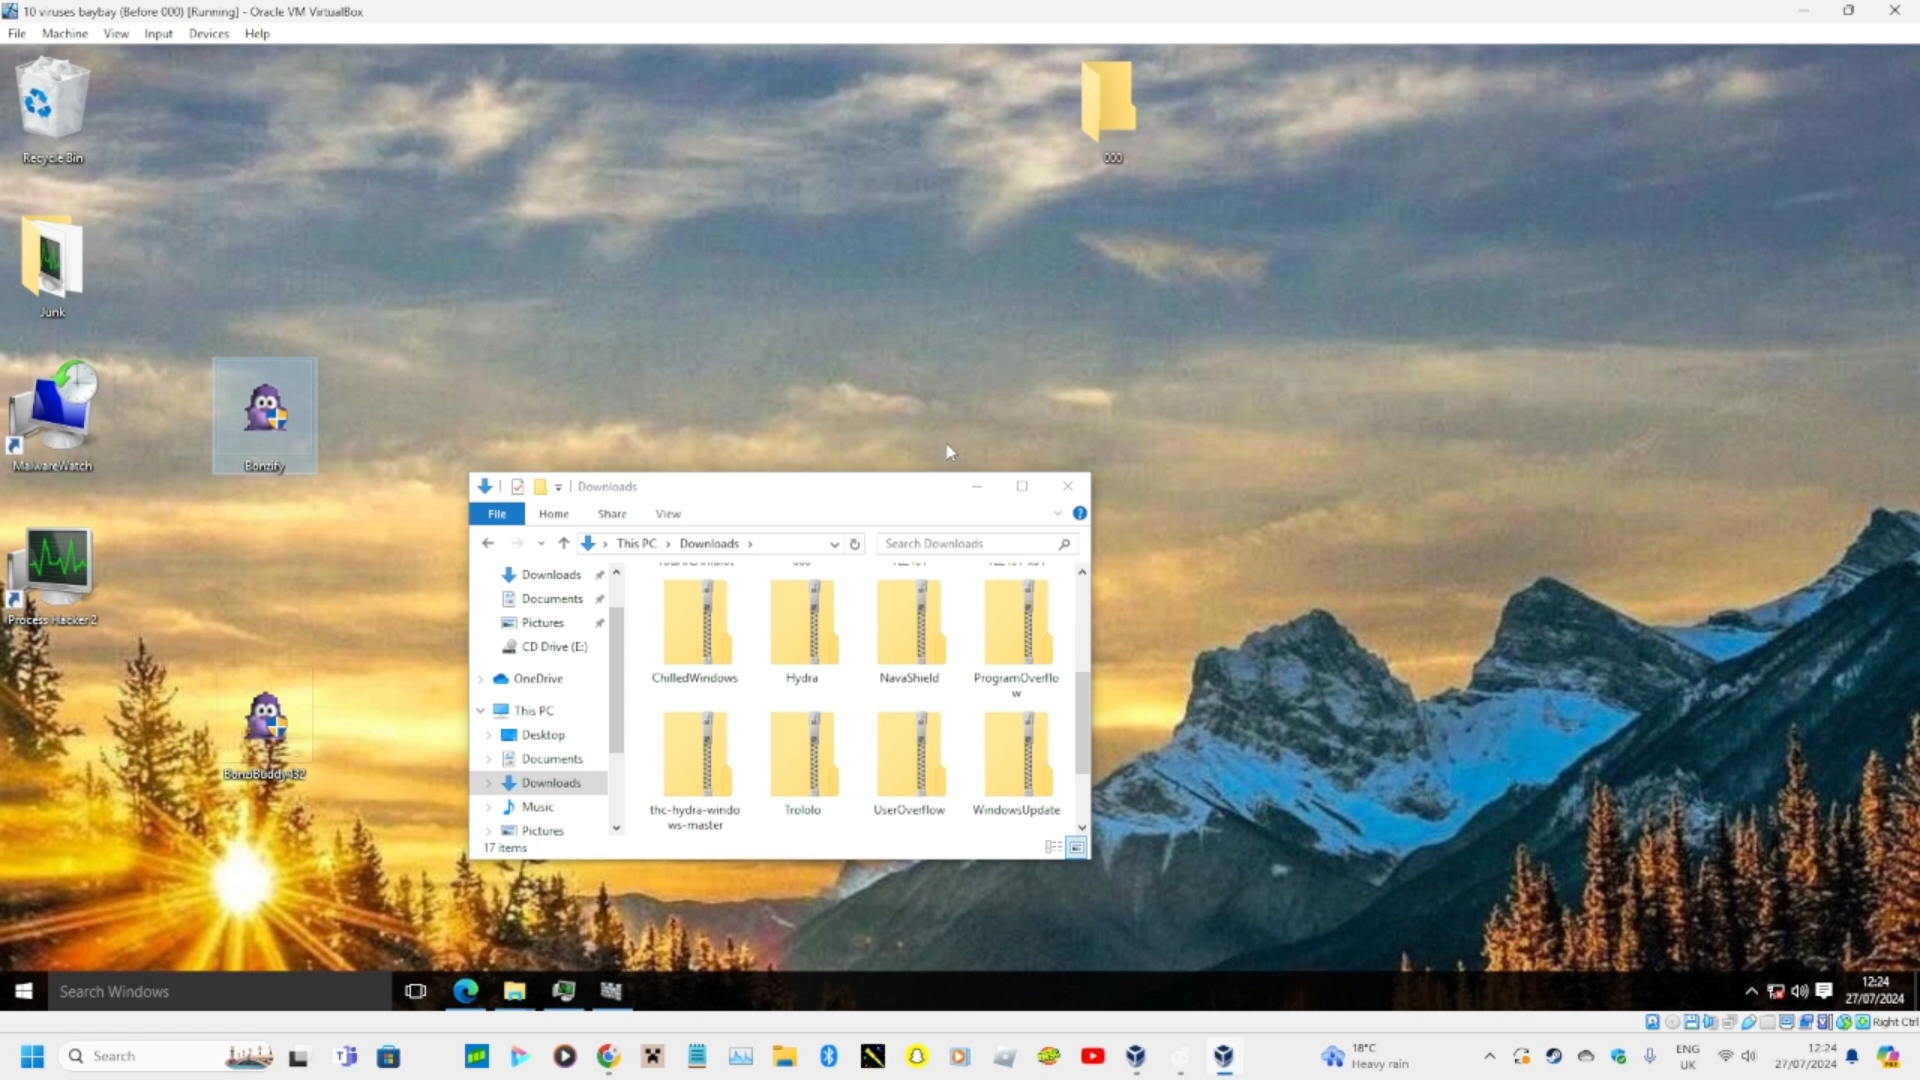 10 viruses baybay (Before 000) [Running] - Oracle VM VirtualBox
File Machine View Input Devices Help
Recycle Bin
000
Junk
MalwareWatch
Bonzify
Process Hacker 2
BonziBuddy432
Downloads
File Home Share View
This PC Downloads
Search Downloads
Downloads
Documents
Pictures
CD Drive (E:)
OneDrive
This PC
Desktop
Documents
Downloads
Music
Pictures
ChilledWindows
Hydra
NavaShield
ProgramOverflo
w
thc-hydra-windo
ws-master
Trololo
UserOverflow
WindowsUpdate
17 items
Search Windows
12:24
27/07/2024
Right Ctrl
Search
18°C
Heavy rain
ENG
UK
12:24
27/07/2024